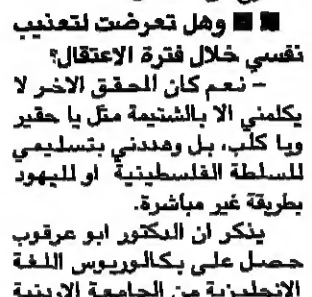 ■ ■ وهل تعرضت لتعذيب
نفسي خلال فترة الاعتقال؟
- نعم كان المحقق الاخر لا
يكلمني الا بالشتيمة مثل يا حقير
ويا كلب، بل وهددني بتسليمي
للسلطة الفلسطينية او لليهود
بطريقة غير مباشرة.
يذكر ان الدكتور ابو عرقوب
حصل على بكالوريوس اللغة
الانجليزية من الجامعة الاردنية